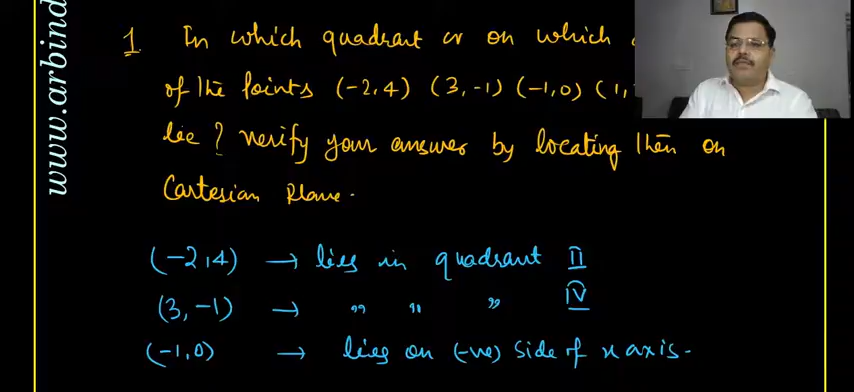 www.arbind
1. In which quadrant or on which
of the points (-2,4) (3,-1) (-1,0) (1,
lie? Verify your answer by locating then on
Cartesian Plane.
(-2,4) → lies in quadrant II
(3,-1) → " " " IV
(-1,0) → lies on (-ve) side of x axis.